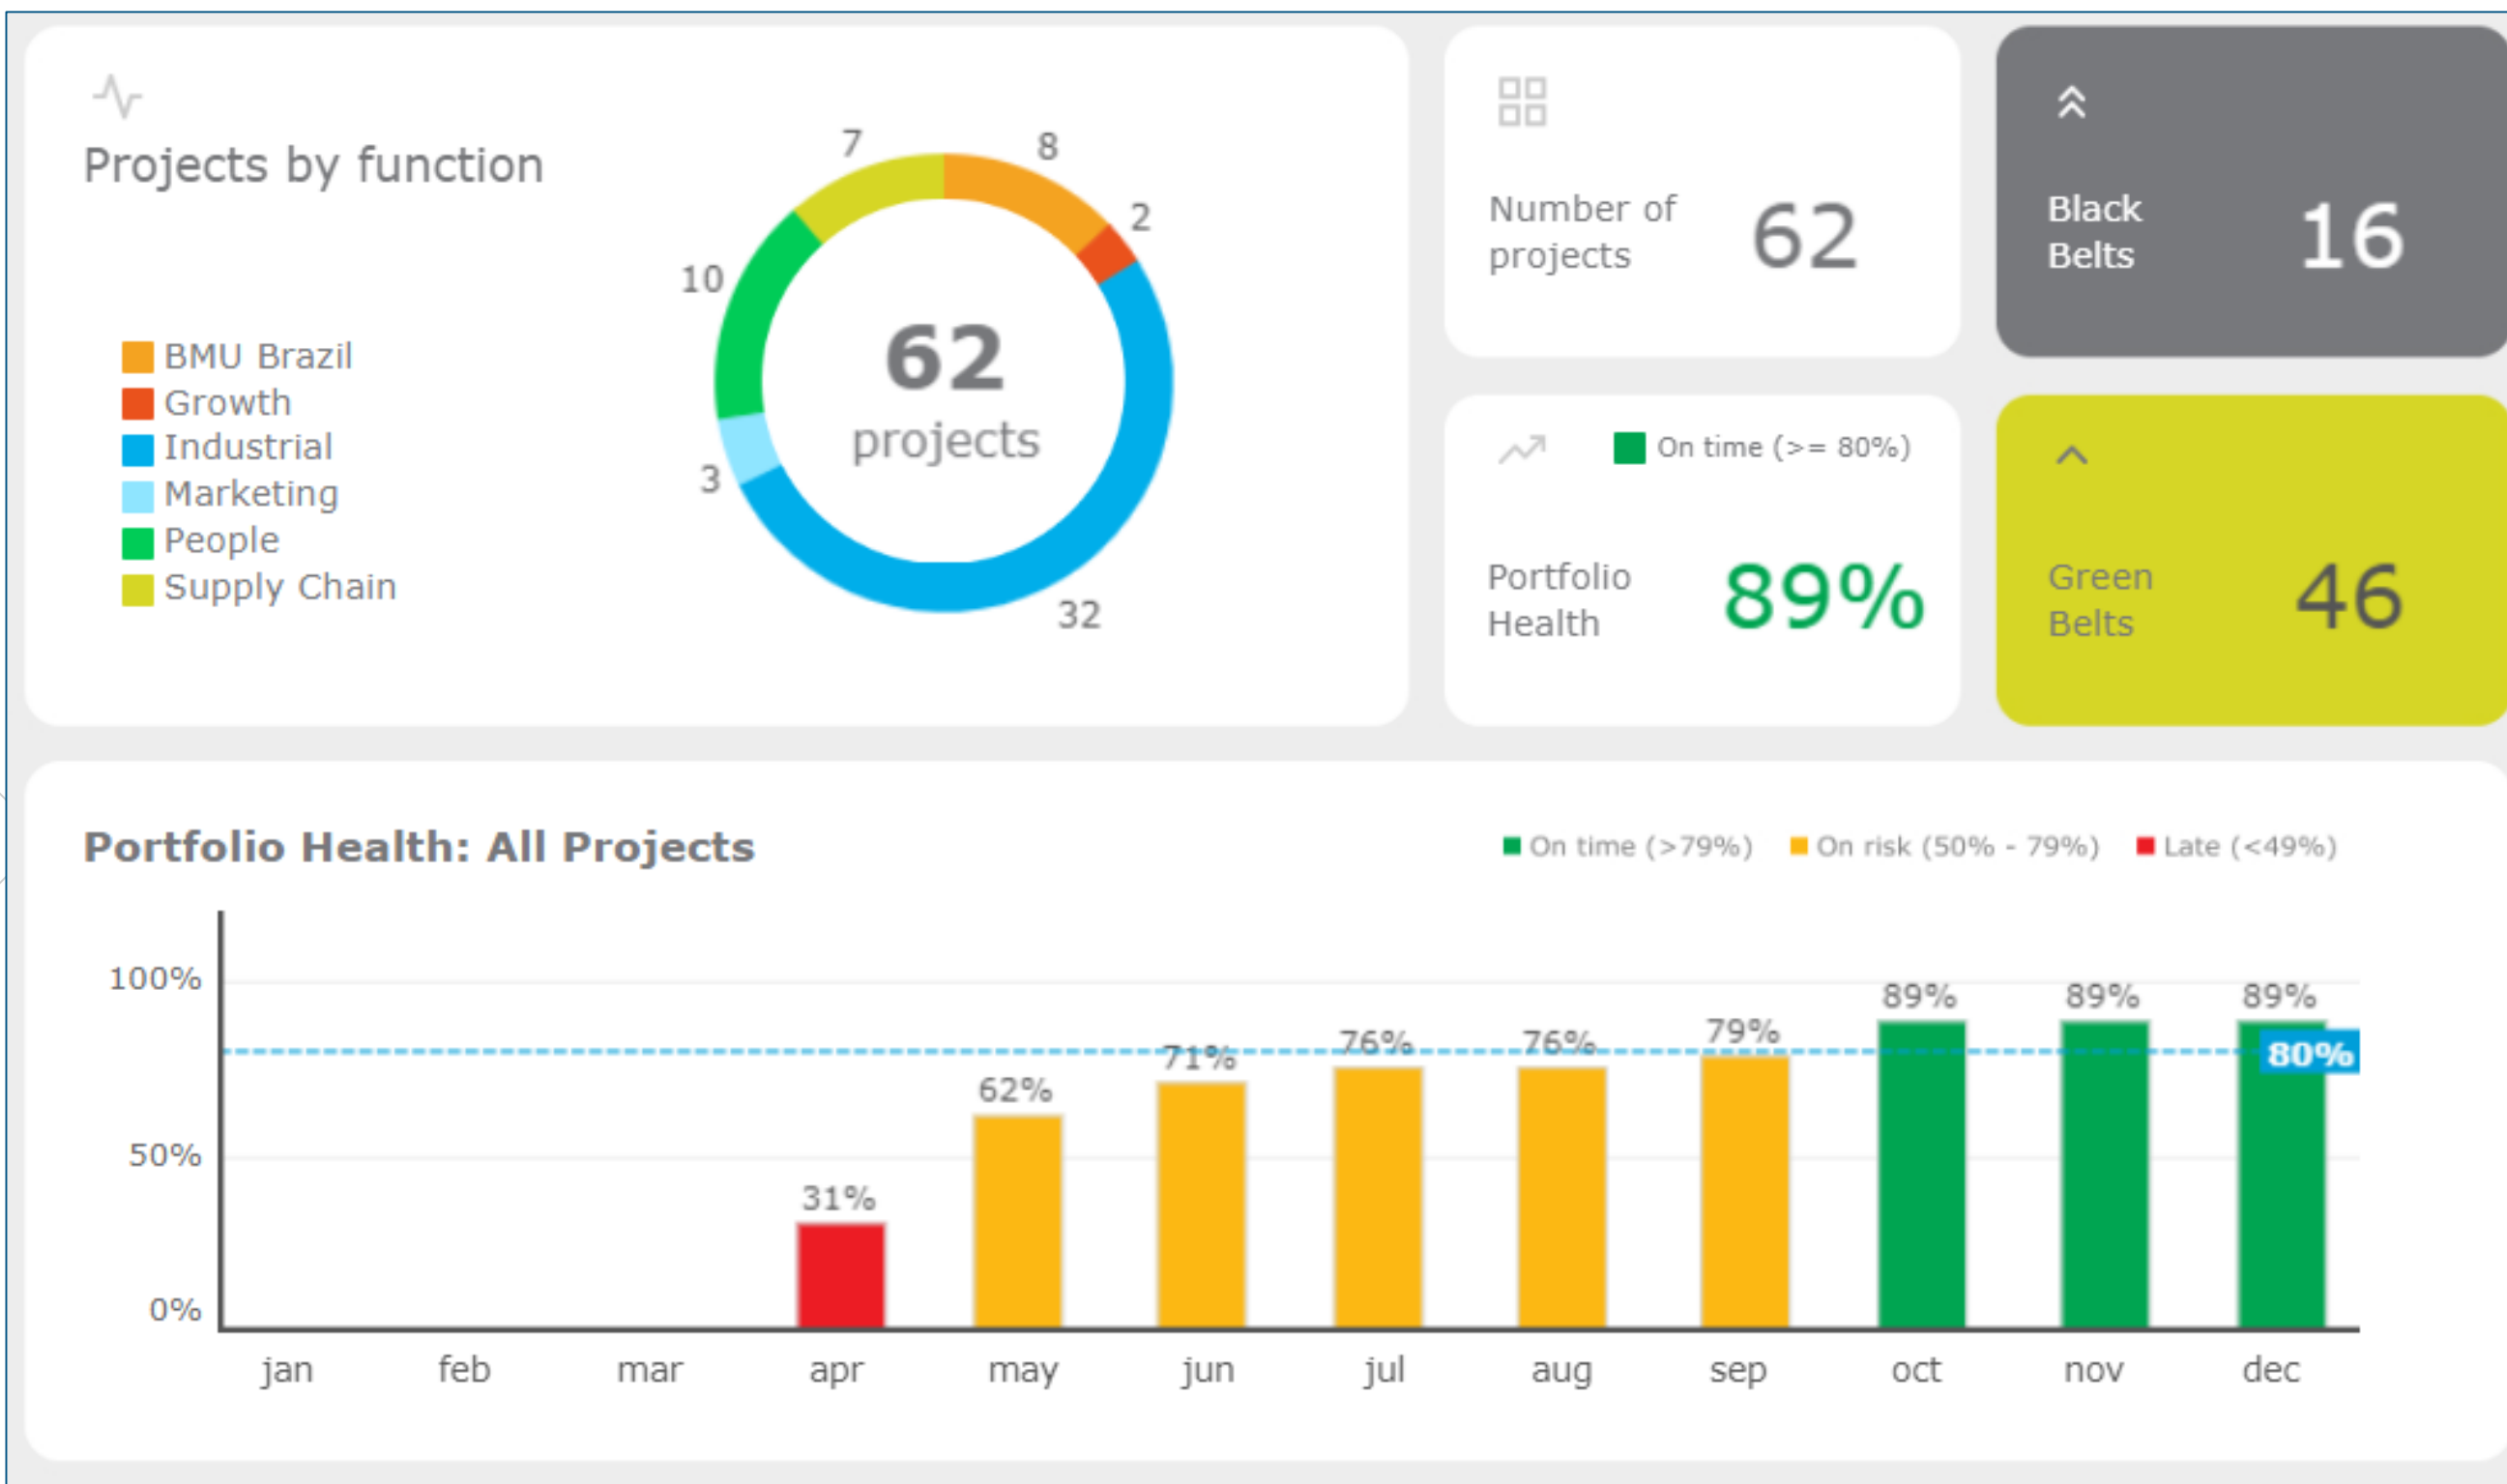 Projects by function
7
8
2
10
3
32
62
projects
BMU Brazil
Growth
Industrial
Marketing
People
Supply Chain
Number of
projects
62
Black
Belts
16
On time (>= 80%)
Portfolio
Health
89%
Green
Belts
46
Portfolio Health: All Projects
On time (>79%)
On risk (50% - 79%)
Late (<49%)
100%
50%
0%
31%
62%
71%
76%
76%
79%
89%
89%
89%
80%
jan
feb
mar
apr
may
jun
jul
aug
sep
oct
nov
dec